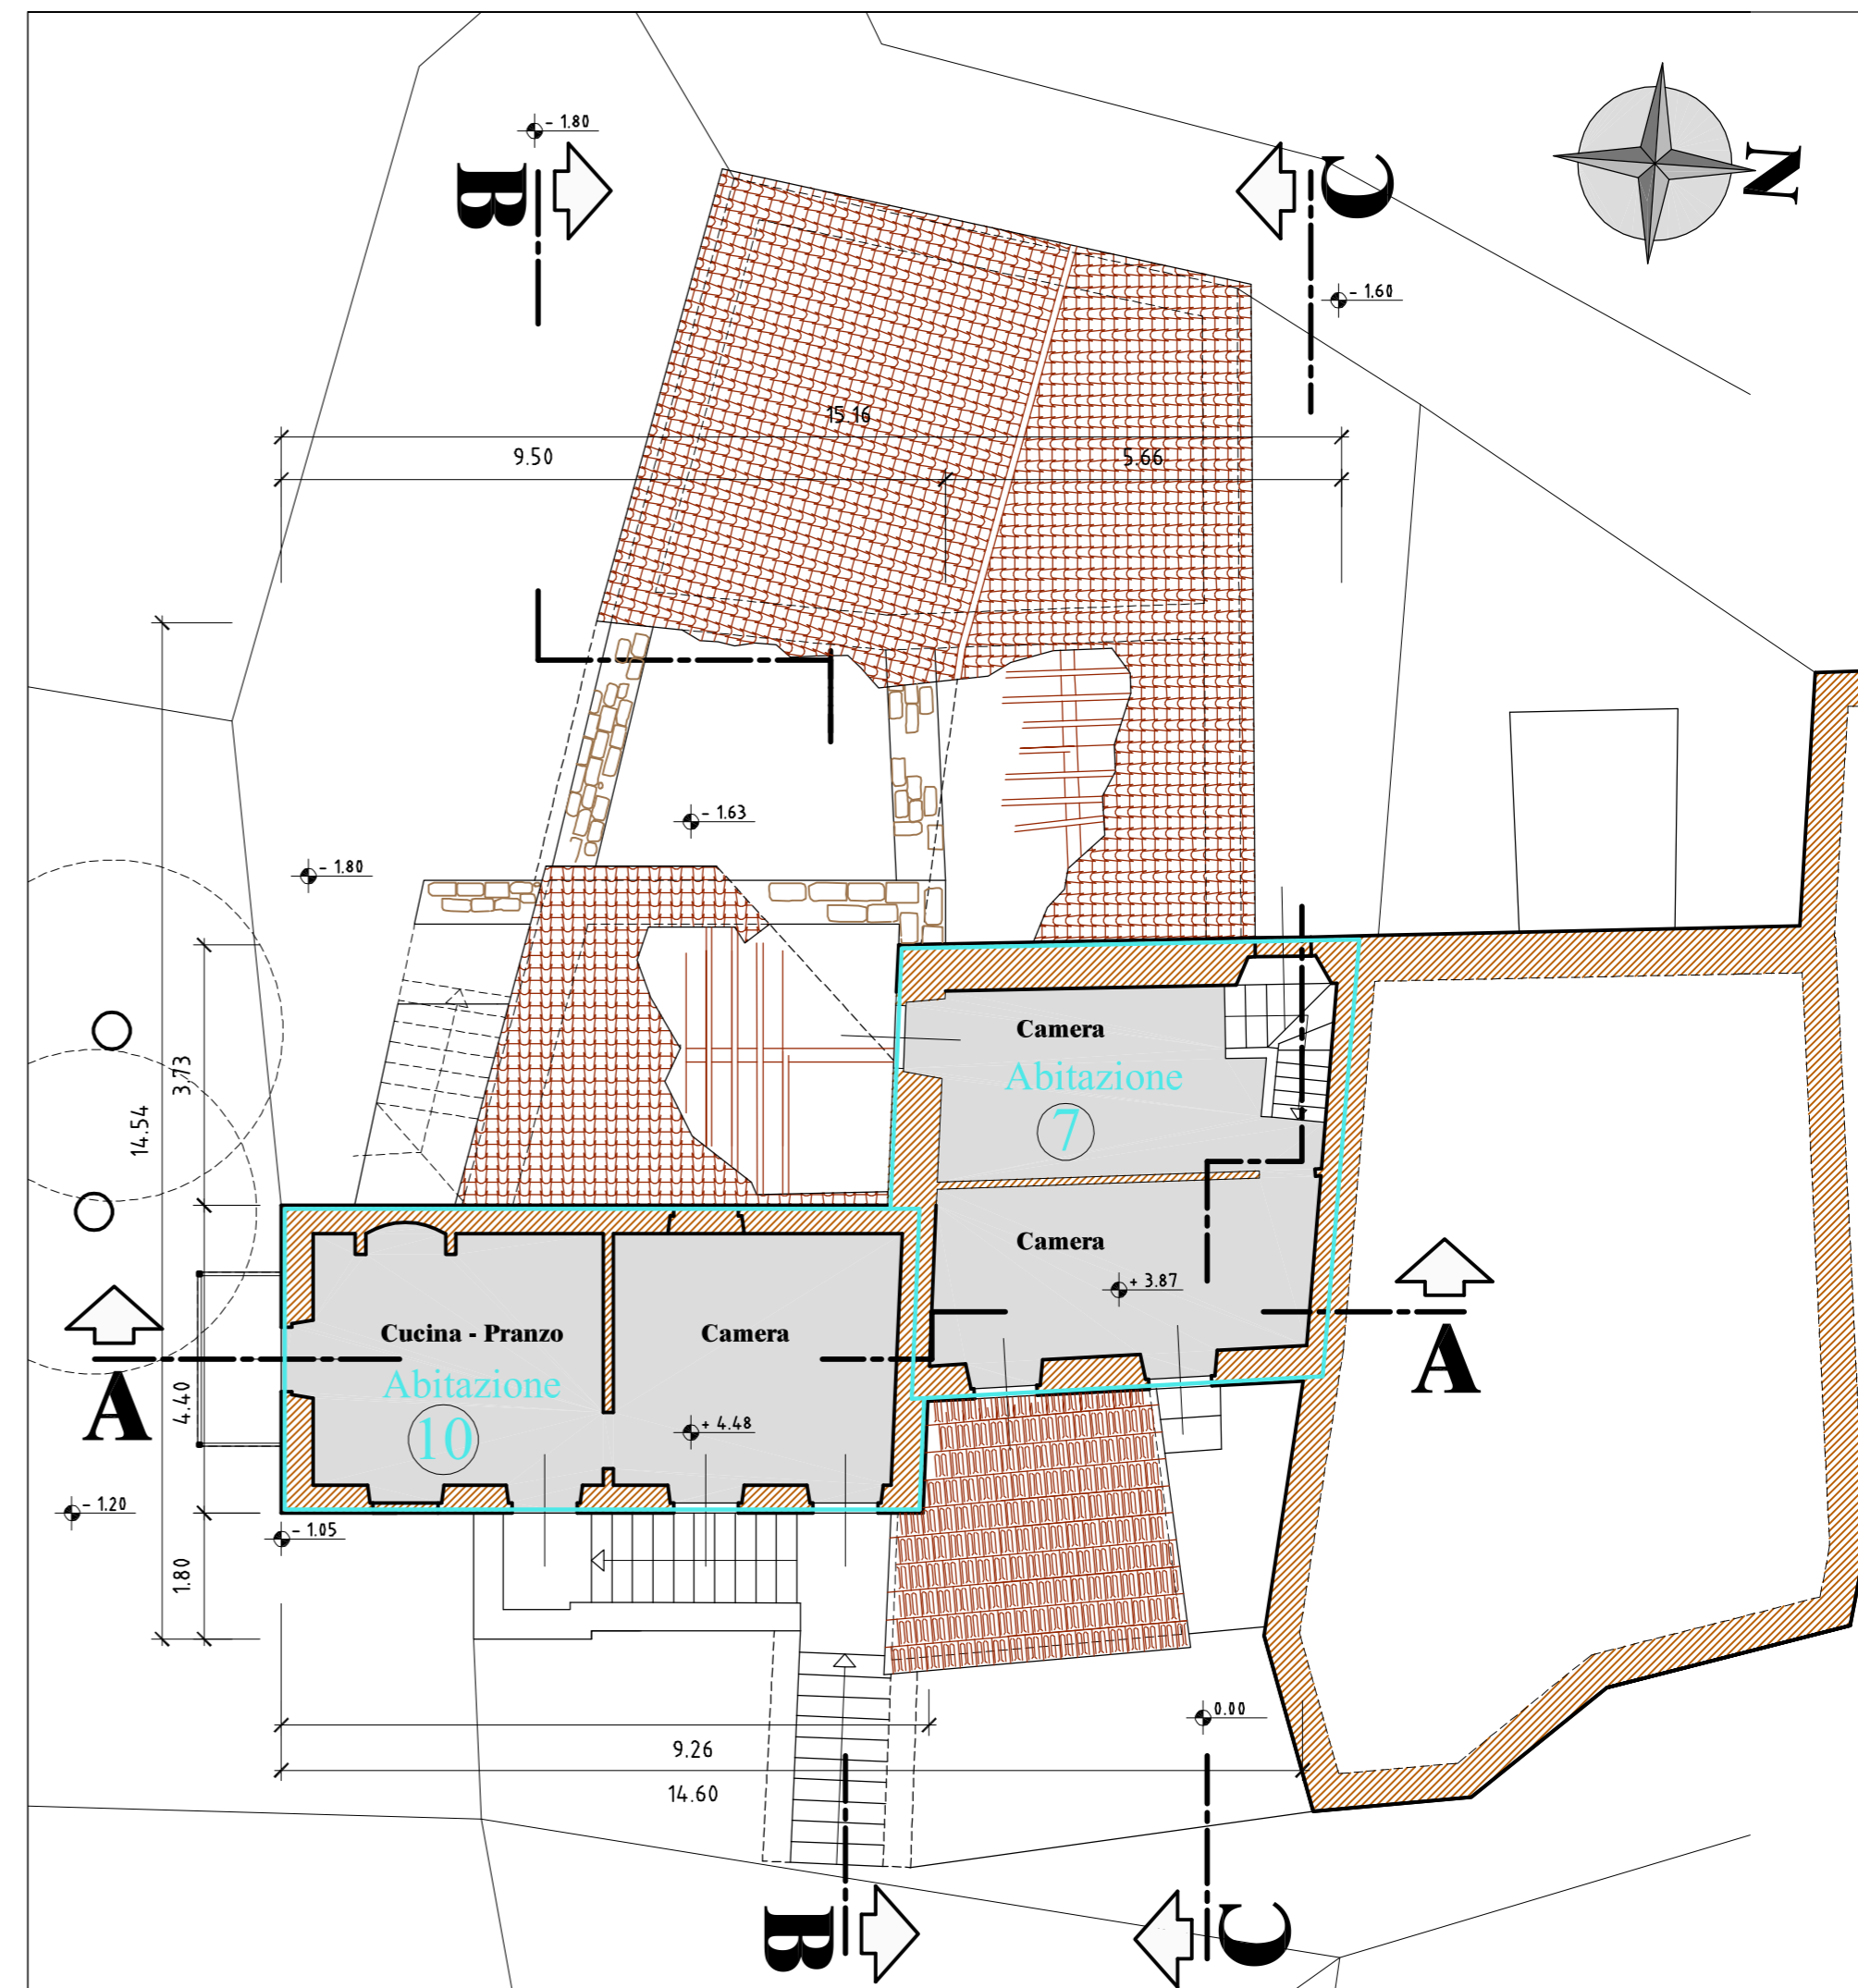 - 1.80
B
C
N
- 1.60
15.16
9.50
5.66
- 1.63
- 1.80
Camera
Abitazione
7
3.73
14.54
Camera
+ 3.87
Cucina - Pranzo
Camera
A
A
Abitazione
10
4.40
+ 4.48
- 1.20
- 1.05
1.80
0.00
9.26
14.60
B
C